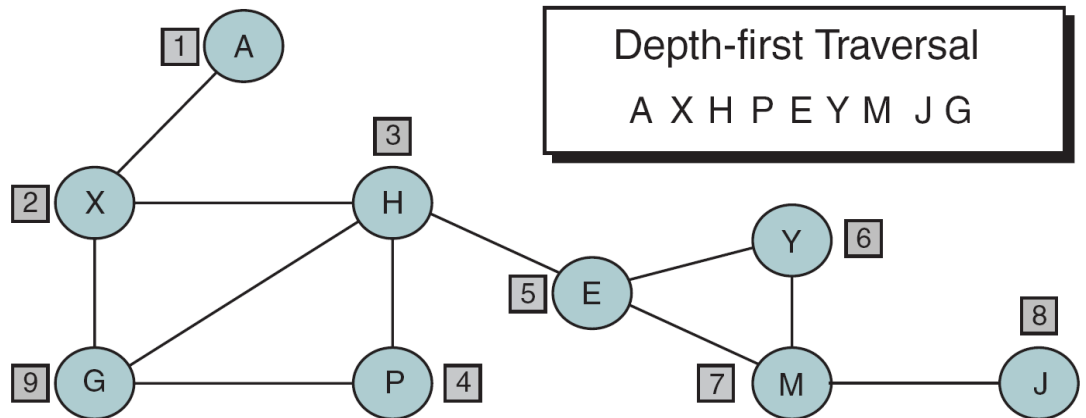 Depth-first Traversal
A X H P E Y M J G
1 A
3
2 X H
Y 6
5 E
8
9 G P 4
7 M J